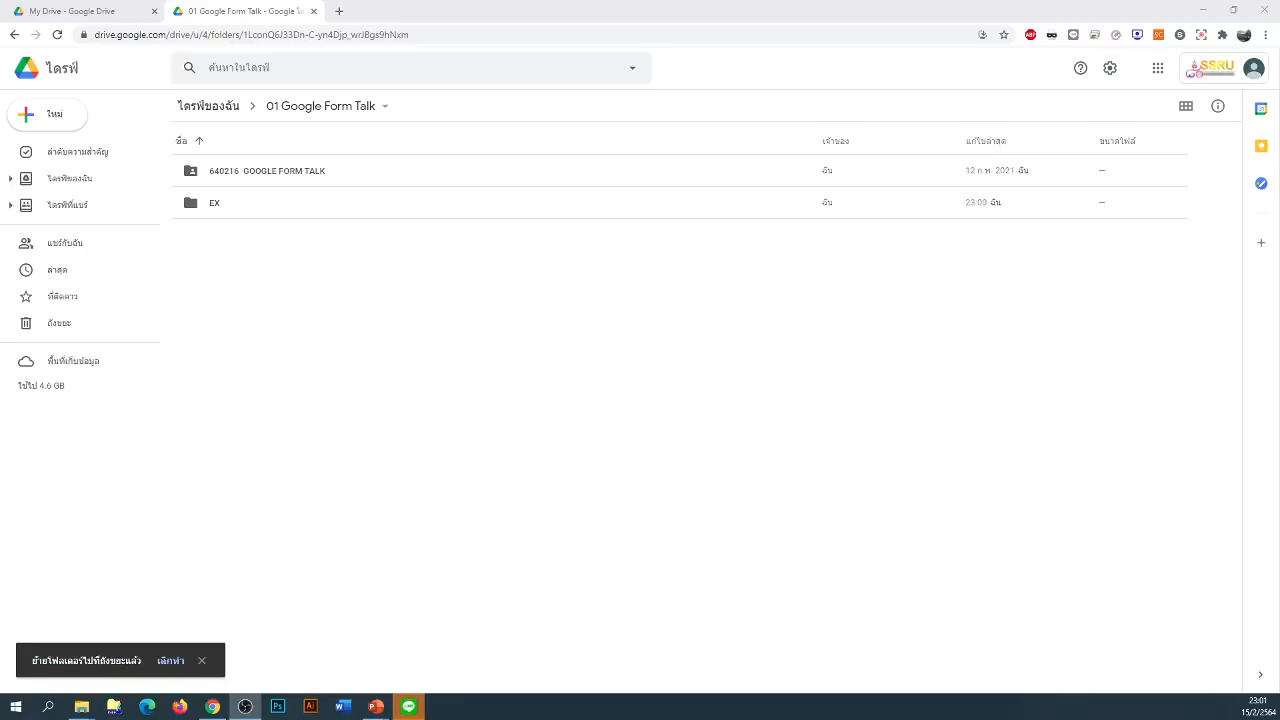 My Drive - Google Drive
01 Google Form Talk - Google ไ
drive.google.com/drive/u/4/folders/1LconQ6J33Dn-C-yn4Djp_wrJ8gs9hNxm
ไดรฟ์
ค้นหาในไดรฟ์
SSRU
ใหม่
ไดรฟ์ของฉัน
01 Google Form Talk
ชื่อ
เจ้าของ
แก้ไขล่าสุด
ขนาดไฟล์
640216 GOOGLE FORM TALK
ฉัน
12 ก.พ. 2021 ฉัน
—
EX
ฉัน
23:00 ฉัน
—
ลำดับความสำคัญ
ไดรฟ์ของฉัน
ไดรฟ์ที่แชร์
แชร์กับฉัน
ล่าสุด
ที่ติดดาว
ถังขยะ
พื้นที่เก็บข้อมูล
ใช้ไป 4.6 GB
ย้ายโฟลเดอร์ไปที่ถังขยะแล้ว เลิกทำ
23:01
15/2/2564